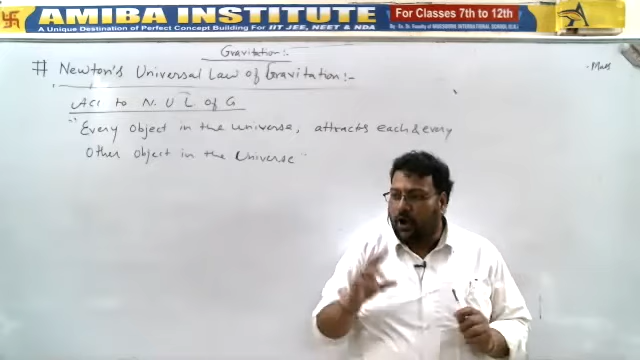 AMIBA INSTITUTE
A Unique Destination of Perfect Concept Building For IIT JEE, NEET & NDA
For Classes 7th to 12th
Gravitation:-
# Newton's Universal Law of Gravitation:-
- Mass
Acc to N. U L of G
"Every object in the universe, attracts each & every
Other object in the Universe"